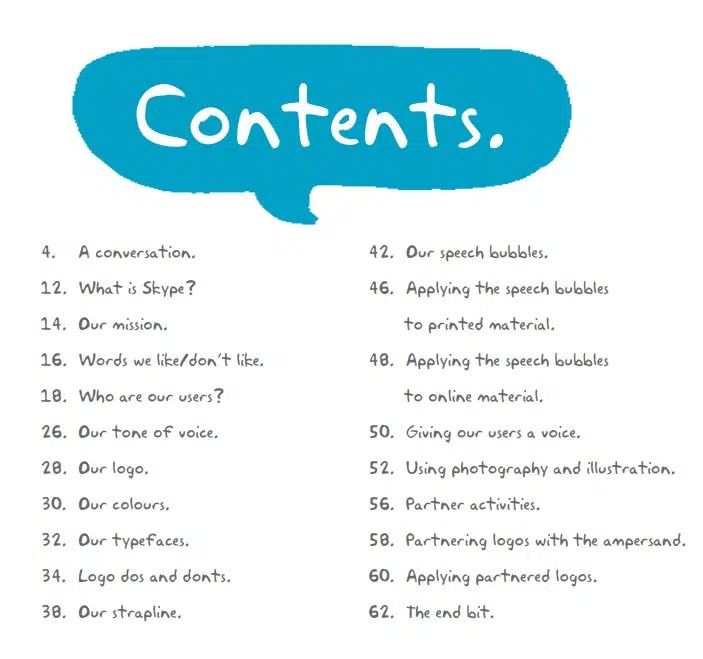 Contents.
4. A conversation.
12. What is Skype?
14. Our mission.
16. Words we like/don't like.
18. Who are our users?
26. Our tone of voice.
28. Our logo.
30. Our colours.
32. Our typefaces.
34. Logo dos and donts.
38. Our strapline.
42. Our speech bubbles.
46. Applying the speech bubbles
to printed material.
48. Applying the speech bubbles
to online material.
50. Giving our users a voice.
52. Using photography and illustration.
56. Partner activities.
58. Partnering logos with the ampersand.
60. Applying partnered logos.
62. The end bit.